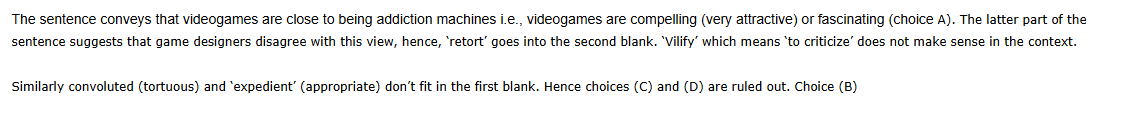 The sentence conveys that videogames are close to being addiction machines i.e., videogames are compelling (very attractive) or fascinating (choice A). The latter part of the
sentence suggests that game designers disagree with this view, hence, ‘retort’ goes into the second blank. ‘Vilify’ which means ‘to criticize’ does not make sense in the context.
Similarly convoluted (tortuous) and ‘expedient’ (appropriate) don’t fit in the first blank. Hence choices (C) and (D) are ruled out. Choice (B)